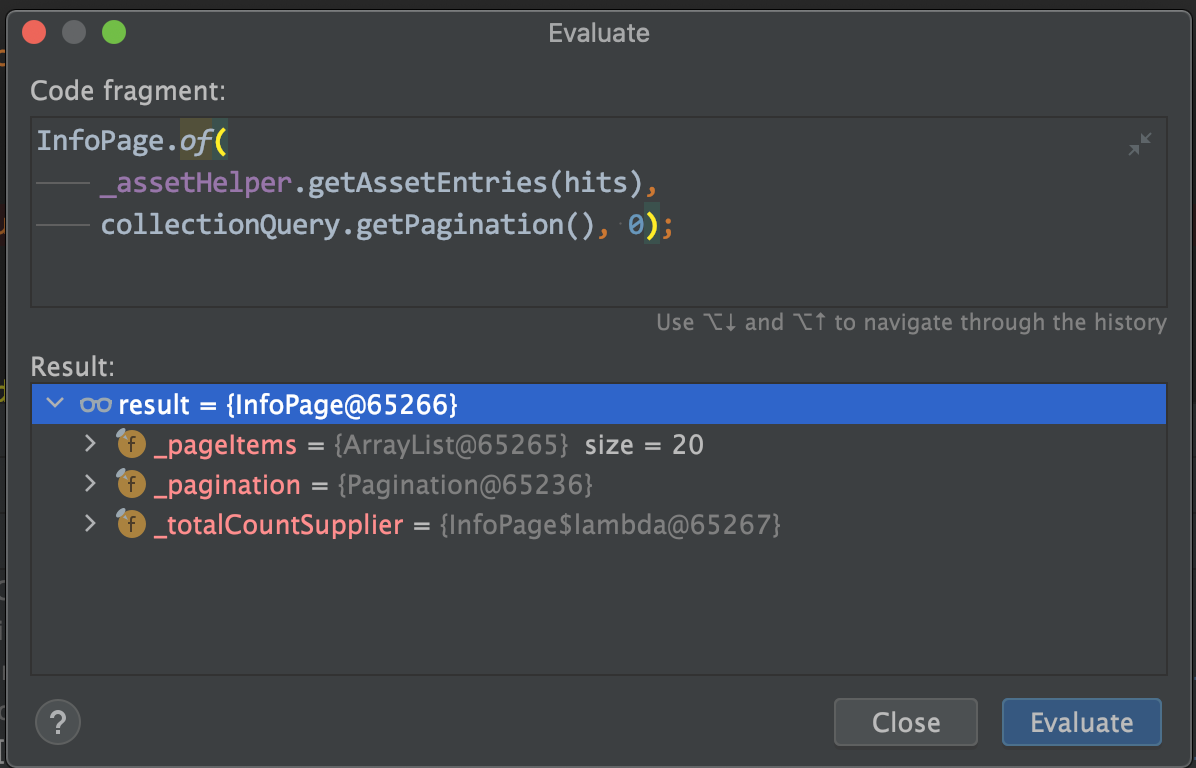 Evaluate
Code fragment:
InfoPage.of(
_assetHelper.getAssetEntries(hits),
collectionQuery.getPagination(), 0);
Use ⌥↓ and ⌥↑ to navigate through the history
Result:
result = {InfoPage@65266}
f _pageItems = {ArrayList@65265} size = 20
f _pagination = {Pagination@65236}
f _totalCountSupplier = {InfoPage$lambda@65267}
? Close Evaluate